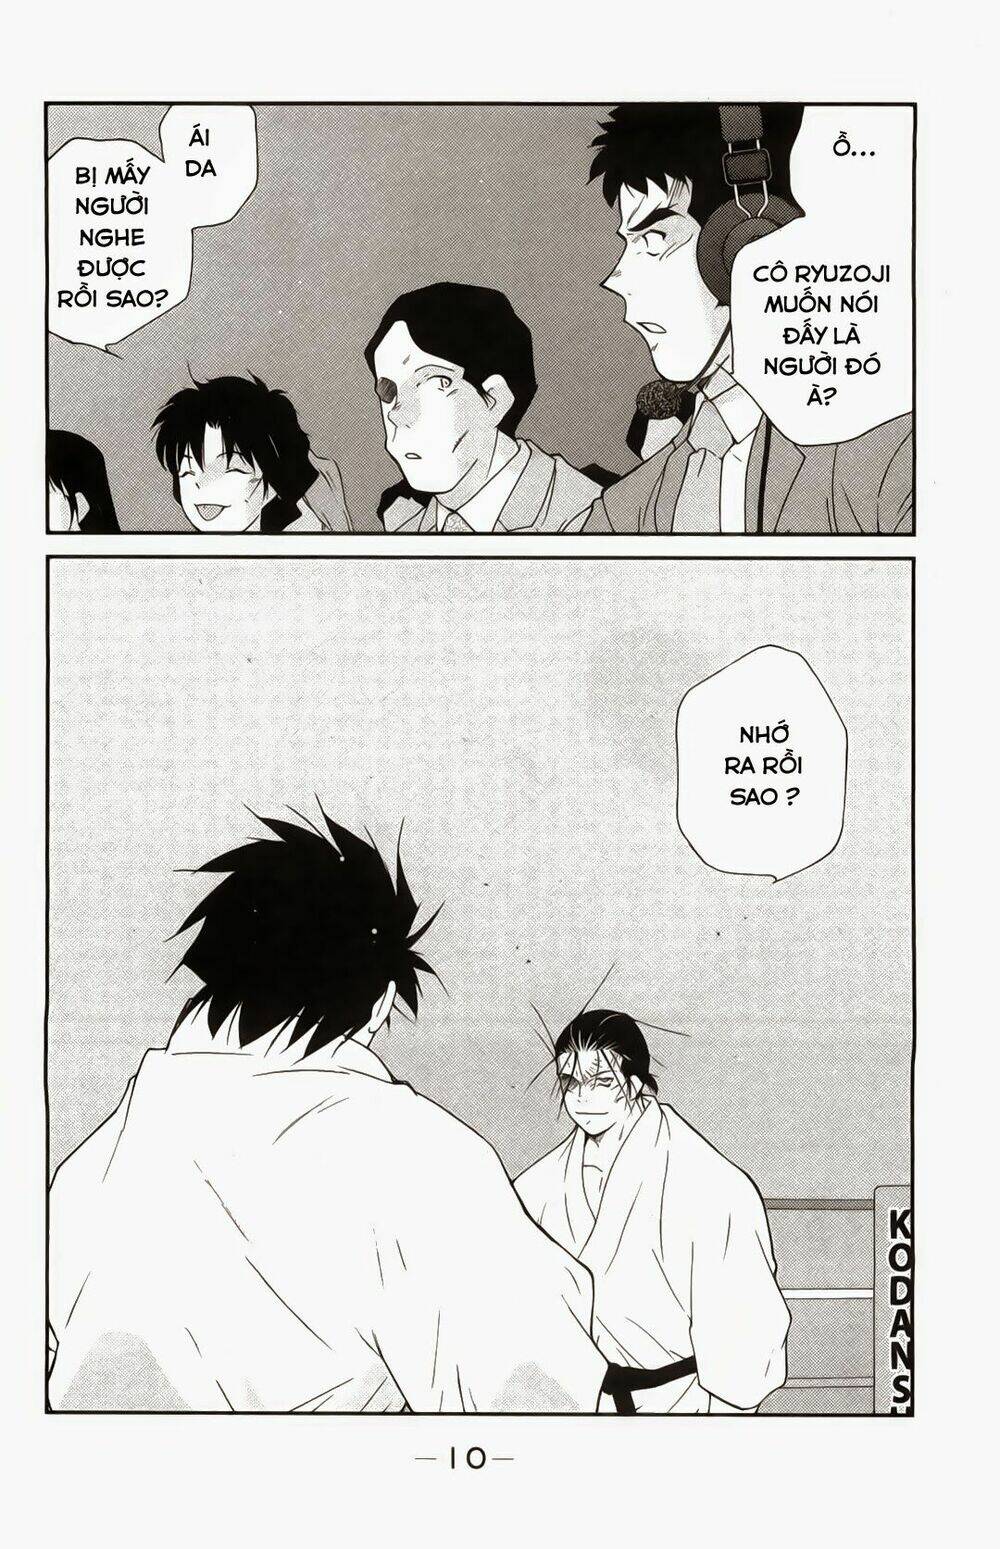 Ồ...
CÔ RYUZOJI
MUỐN NÓI
ĐẤY LÀ
NGƯỜI ĐÓ
À?
ÁI
DA
BỊ MẤY
NGƯỜI
NGHE
ĐƯỢC
RỒI SAO?
NHỚ
RA RỒI
SAO ?
KODANS
—10—